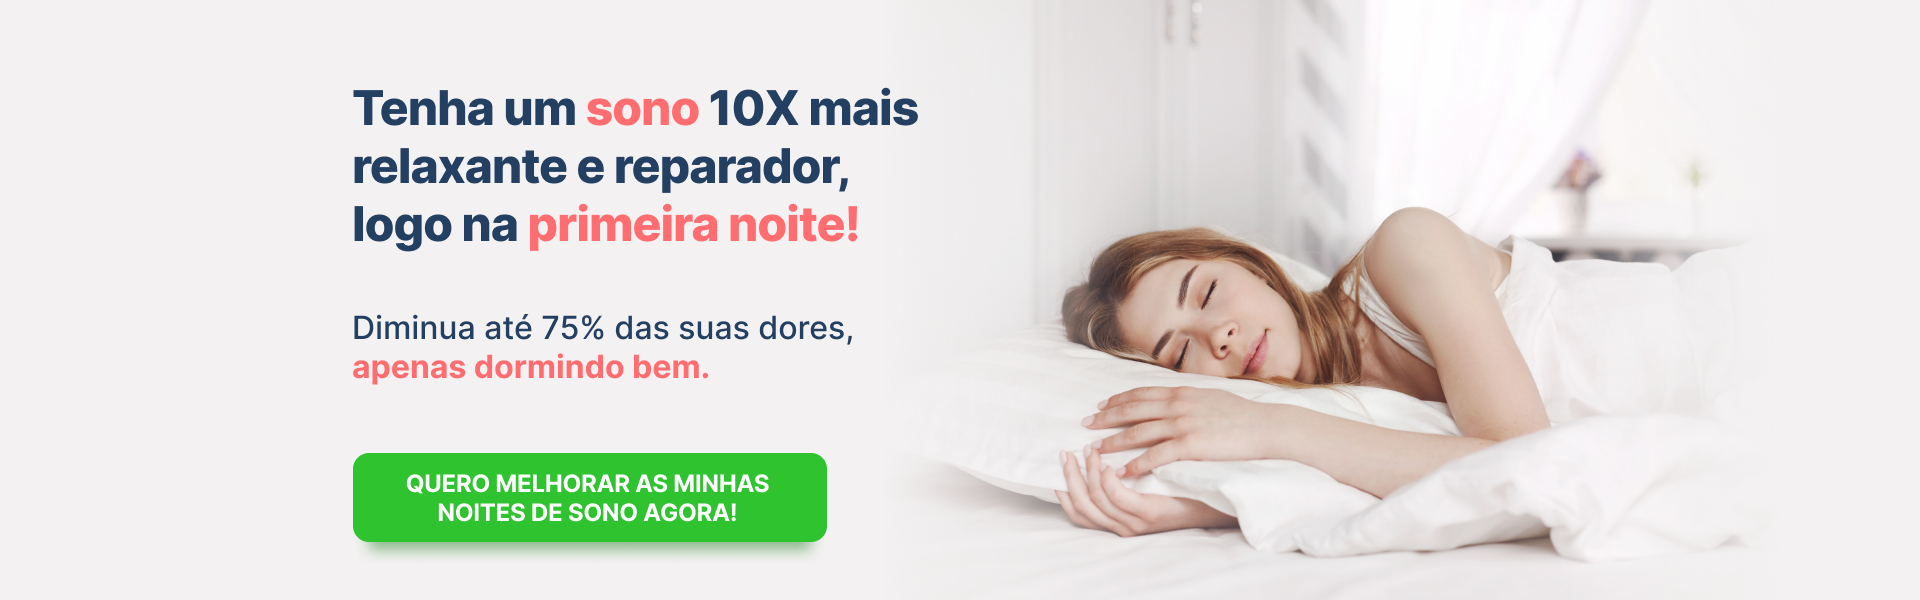 Tenha um sono 10X mais
relaxante e reparador,
logo na primeira noite!
Diminua até 75% das suas dores,
apenas dormindo bem.
QUERO MELHORAR AS MINHAS
NOITES DE SONO AGORA!